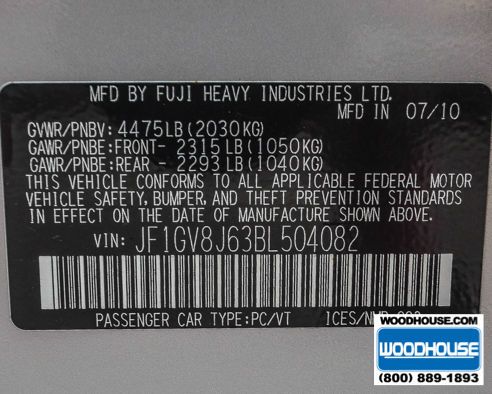 MFD BY FUJI HEAVY INDUSTRIES LTD.
MFD IN 07/10
GVWR/PNBV: 4475LB(2030KG)
GAWR/PNBE:FRONT- 2315LB(1050KG)
GAWR/PNBE:REAR - 2293LB(1040KG)
THIS VEHICLE CONFORMS TO ALL APPLICABLE FEDERAL MOTOR
VEHICLE SAFETY, BUMPER, AND THEFT PREVENTION STANDARDS
IN EFFECT ON THE DATE OF MANUFACTURE SHOWN ABOVE.
VIN: JF1GV8J63BL504082
PASSENGER CAR TYPE:PC/VT ICES/NMB
WOODHOUSE.COM
WOODHOUSE
(800) 889-1893